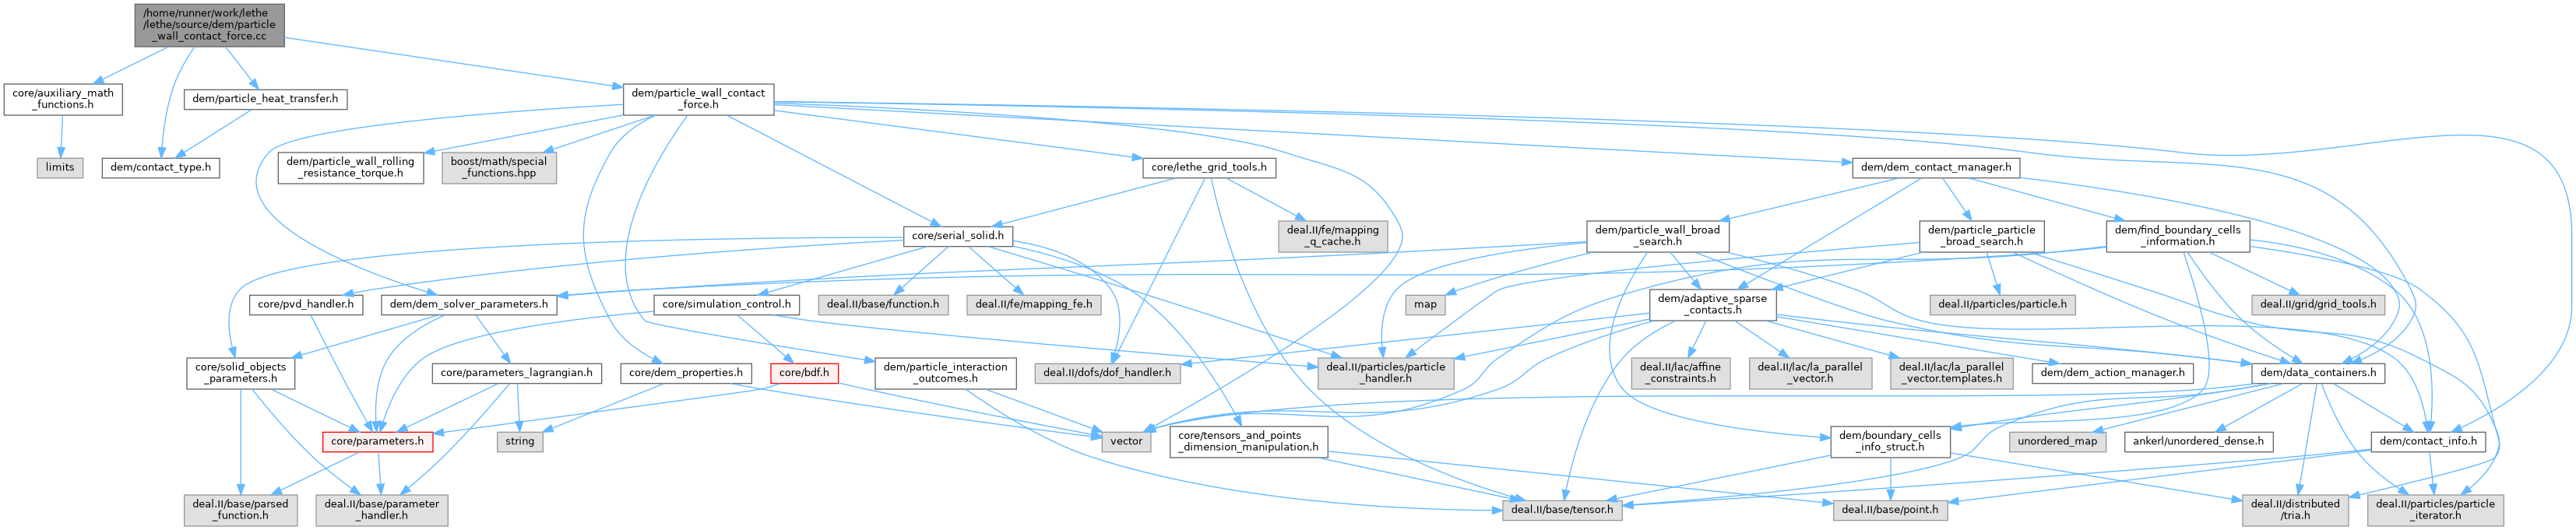 /home/runner/work/lethe
/lethe/source/dem/particle
_wall_contact_force.cc
core/auxiliary_math
_functions.h
dem/particle_heat_transfer.h
dem/particle_wall_contact
_force.h
limits
dem/contact_type.h
dem/particle_wall_rolling
_resistance_torque.h
boost/math/special
_functions.hpp
core/lethe_grid_tools.h
dem/dem_contact_manager.h
core/serial_solid.h
deal.II/fe/mapping
_q_cache.h
dem/particle_wall_broad
_search.h
dem/particle_particle
_broad_search.h
dem/find_boundary_cells
_information.h
core/pvd_handler.h
dem/dem_solver_parameters.h
core/simulation_control.h
deal.II/base/function.h
deal.II/fe/mapping_fe.h
map
dem/adaptive_sparse
_contacts.h
deal.II/particles/particle.h
deal.II/grid/grid_tools.h
core/solid_objects
_parameters.h
core/parameters_lagrangian.h
core/dem_properties.h
core/bdf.h
dem/particle_interaction
_outcomes.h
deal.II/dofs/dof_handler.h
deal.II/particles/particle
_handler.h
deal.II/lac/affine
_constraints.h
deal.II/lac/la_parallel
_vector.h
deal.II/lac/la_parallel
_vector.templates.h
dem/dem_action_manager.h
dem/data_containers.h
core/parameters.h
string
vector
core/tensors_and_points
_dimension_manipulation.h
dem/boundary_cells
_info_struct.h
unordered_map
ankerl/unordered_dense.h
dem/contact_info.h
deal.II/base/parsed
_function.h
deal.II/base/parameter
_handler.h
deal.II/base/tensor.h
deal.II/base/point.h
deal.II/distributed
/tria.h
deal.II/particles/particle
_iterator.h